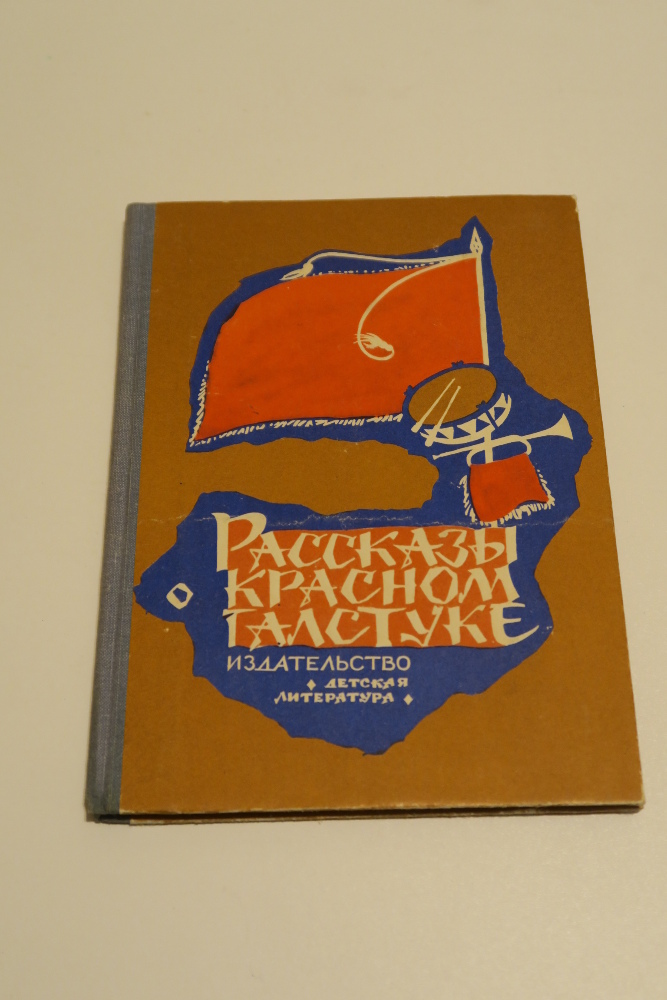 РАССКАЗЫ
О КРАСНОМ
ГАЛСТУКЕ
ИЗДАТЕЛЬСТВО
♦ ДЕТСКАЯ
ЛИТЕРАТУРА ♦